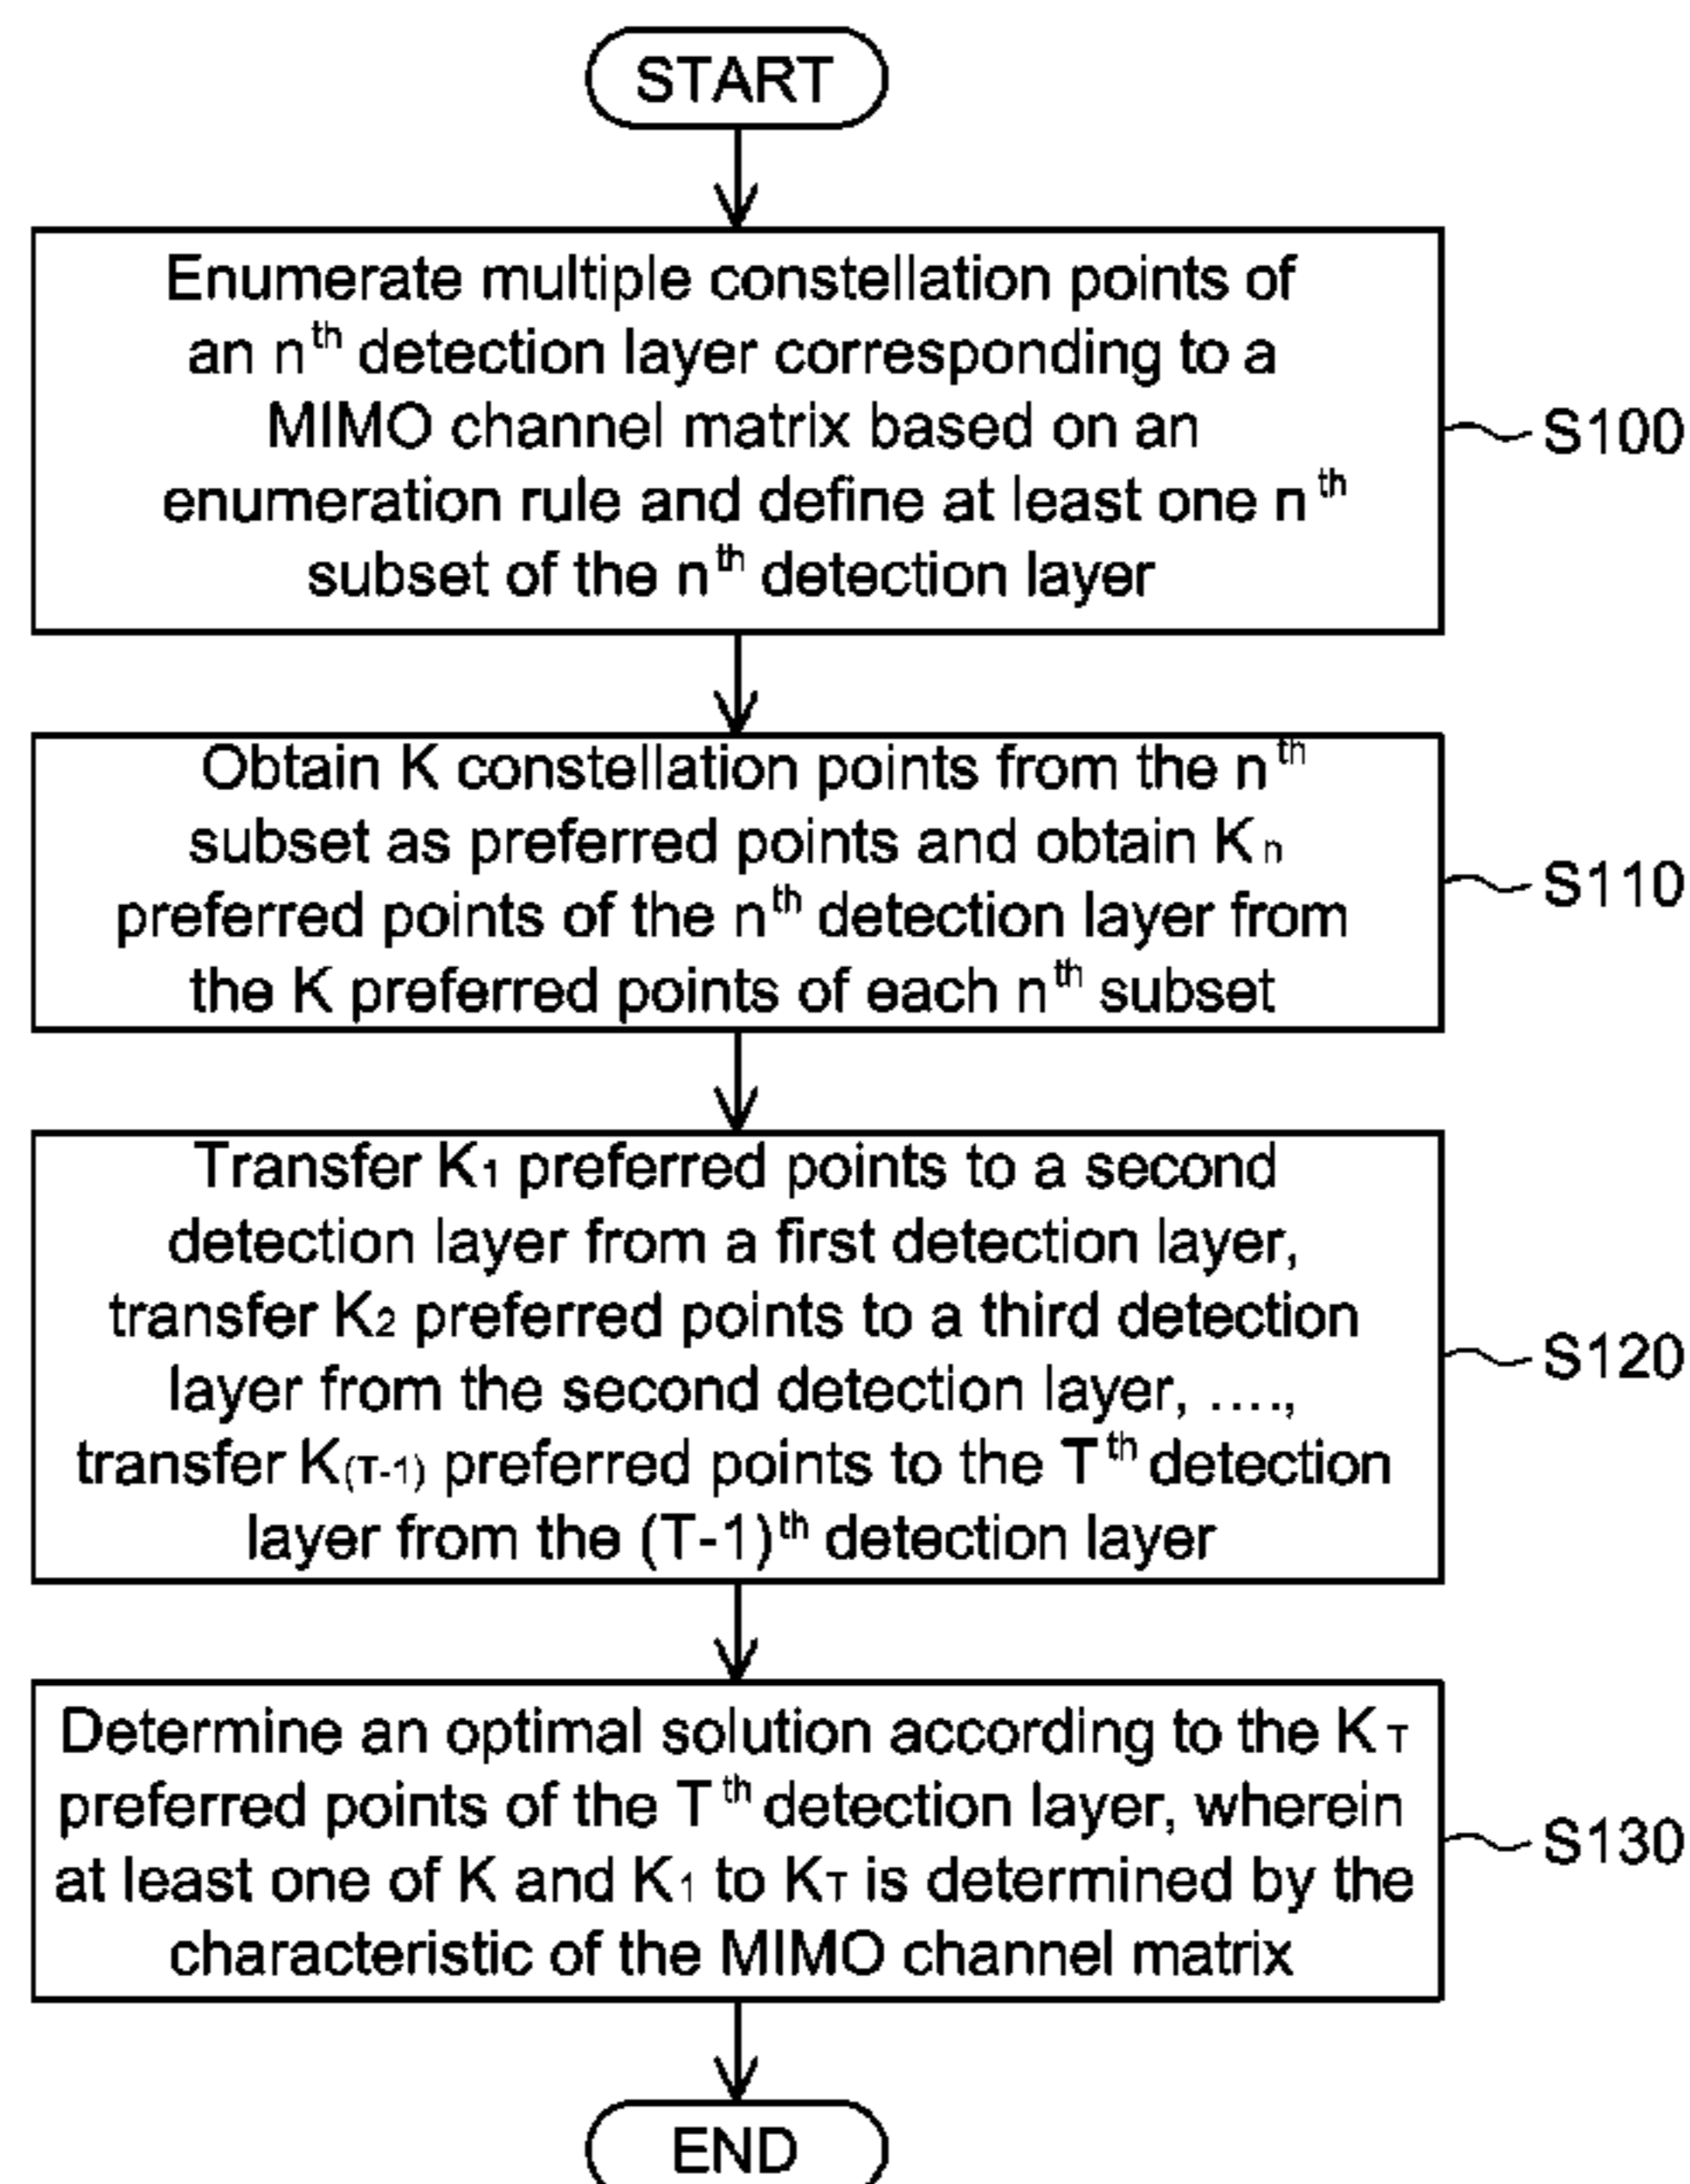 START
Enumerate multiple constellation points of
an nᵗʰ detection layer corresponding to a
MIMO channel matrix based on an
enumeration rule and define at least one nᵗʰ
subset of the nᵗʰ detection layer
S100
Obtain K constellation points from the nᵗʰ
subset as preferred points and obtain Kₙ
preferred points of the nᵗʰ detection layer from
the K preferred points of each nᵗʰ subset
S110
Transfer K₁ preferred points to a second
detection layer from a first detection layer,
transfer K₂ preferred points to a third detection
layer from the second detection layer, ....,
transfer K(T-1) preferred points to the Tᵗʰ detection
layer from the (T-1)ᵗʰ detection layer
S120
Determine an optimal solution according to the KT
preferred points of the Tᵗʰ detection layer, wherein
at least one of K and K₁ to KT is determined by the
characteristic of the MIMO channel matrix
S130
END